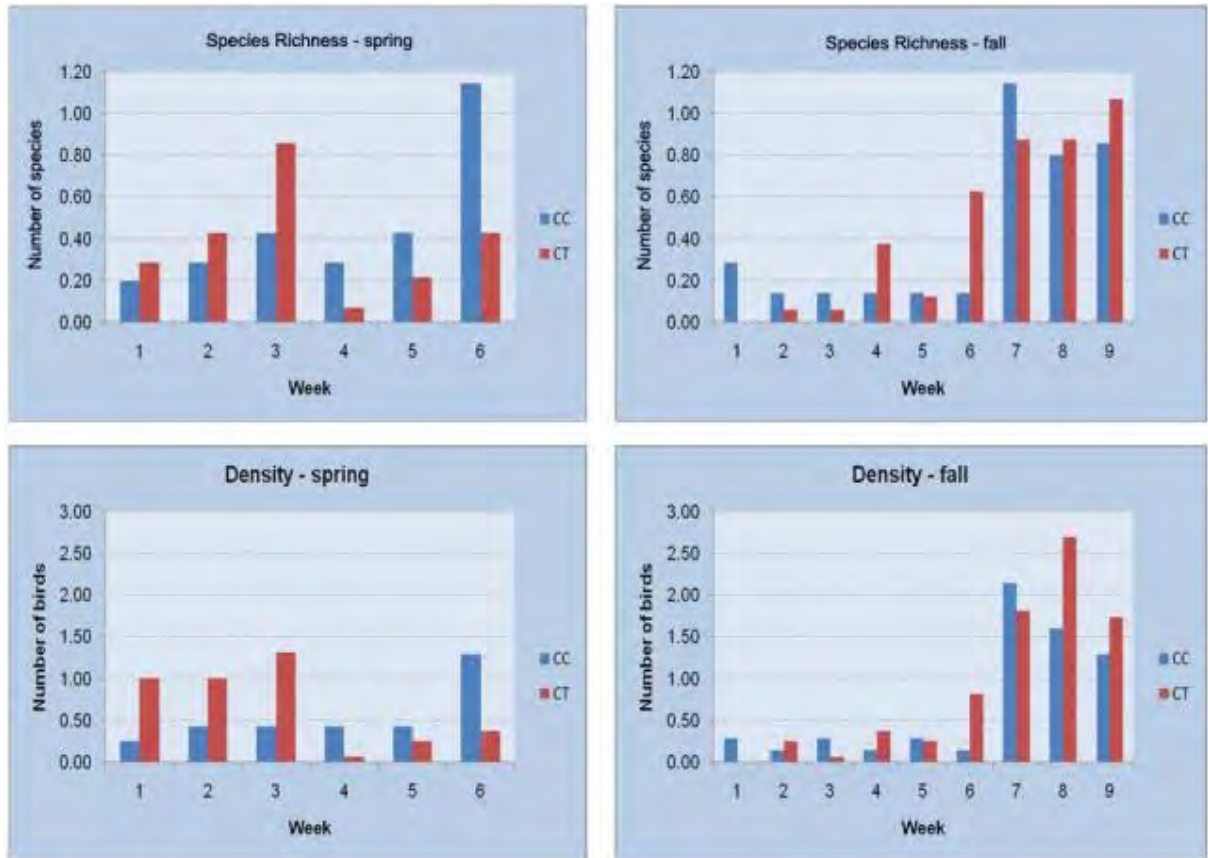 Species Richness - spring
Number of species
1.20
1.00
0.80
0.60
0.40
0.20
0.00
1 2 3 4 5 6
Week
CC
CT
Species Richness - fall
Number of species
1.20
1.00
0.80
0.60
0.40
0.20
0.00
1 2 3 4 5 6 7 8 9
Week
CC
CT
Density - spring
Number of birds
3.00
2.50
2.00
1.50
1.00
0.50
0.00
1 2 3 4 5 6
Week
CC
CT
Density - fall
Number of birds
3.00
2.50
2.00
1.50
1.00
0.50
0.00
1 2 3 4 5 6 7 8 9
Week
CC
CT